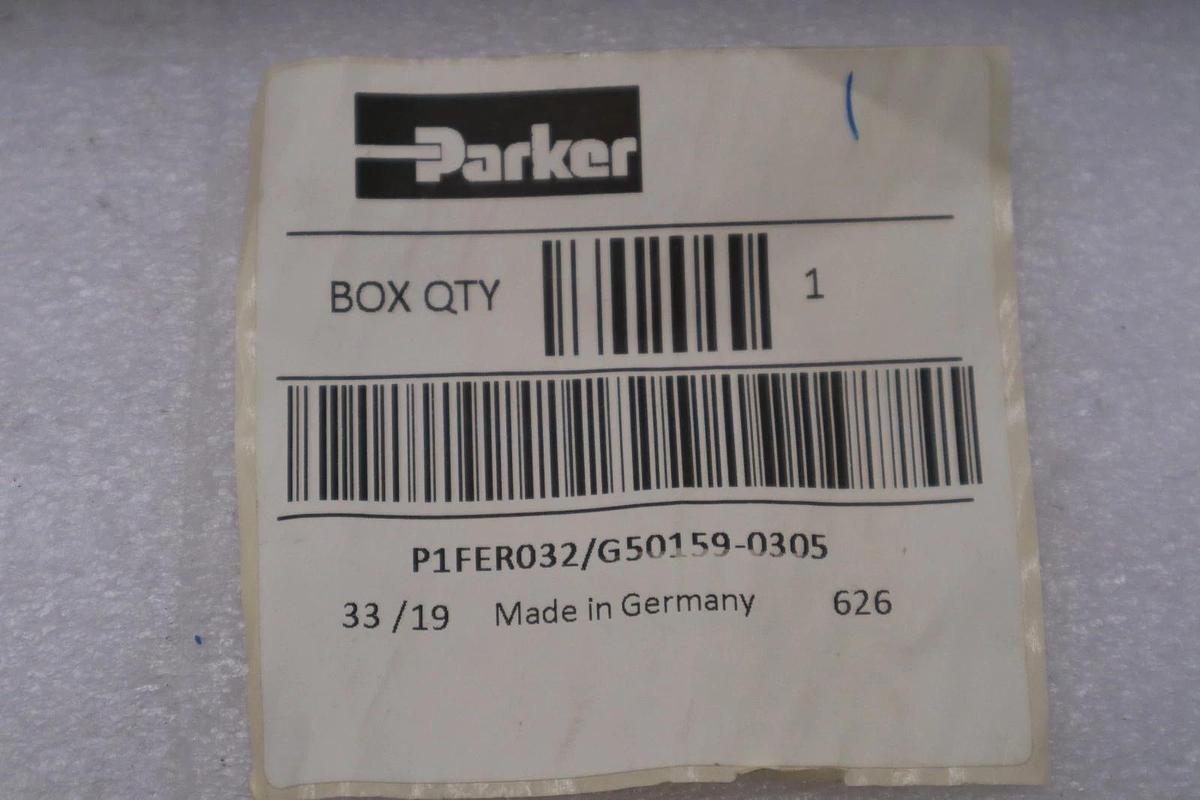 Parker
BOX QTY 1
P1FER032/G50159-0305
33 /19 Made in Germany 626